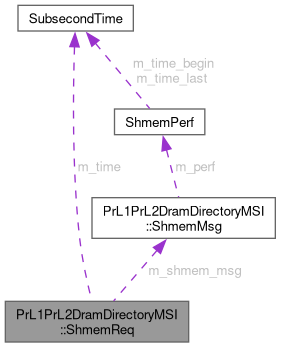 SubsecondTime
m_time_begin
m_time_last
ShmemPerf
m_time
m_perf
PrL1PrL2DramDirectoryMSI
::ShmemMsg
m_shmem_msg
PrL1PrL2DramDirectoryMSI
::ShmemReq